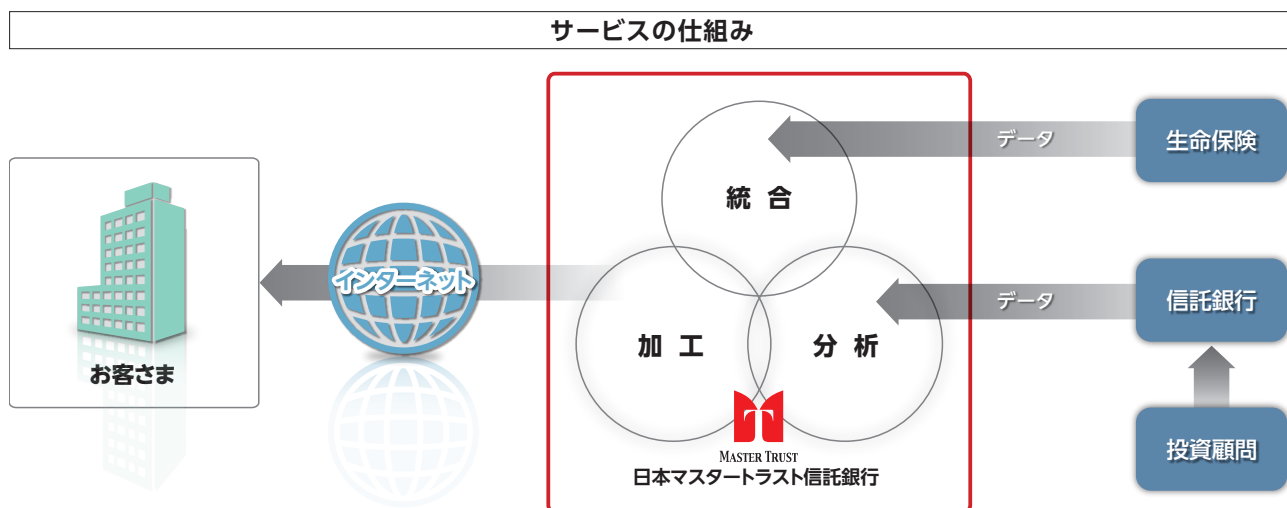 サービスの仕組み
データ
生命保険
統合
インターネット
データ
信託銀行
加工
分析
お客さま
MASTER TRUST
日本マスタートラスト信託銀行
投資顧問